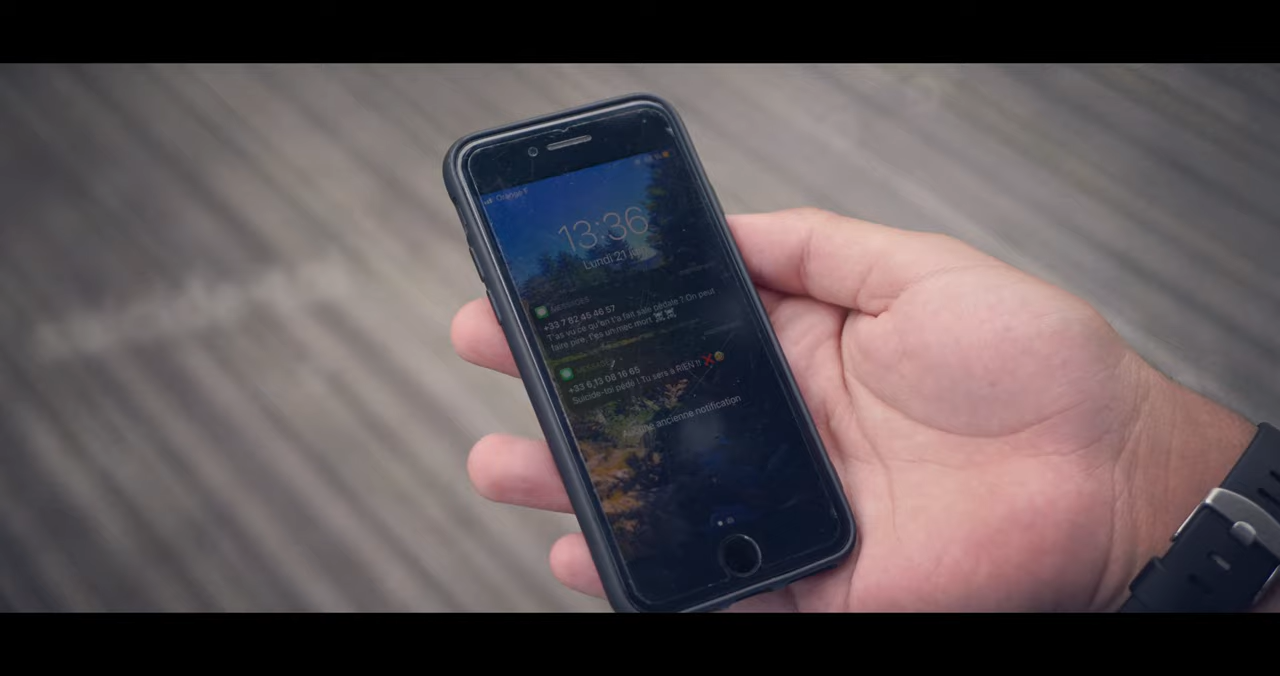 Orange F
13:36
Lundi 21
MESSAGES
+33 7 82 45 46 57
T'as vu ce qu'on t'a fait sale pédale ? On peut
faire pire, t'es un mec mort ☠️☠️
MESSAGES
+33 6 13 08 16 65
Suicide-toi pédé ! Tu sers à RIEN !! ❌
ancienne notification